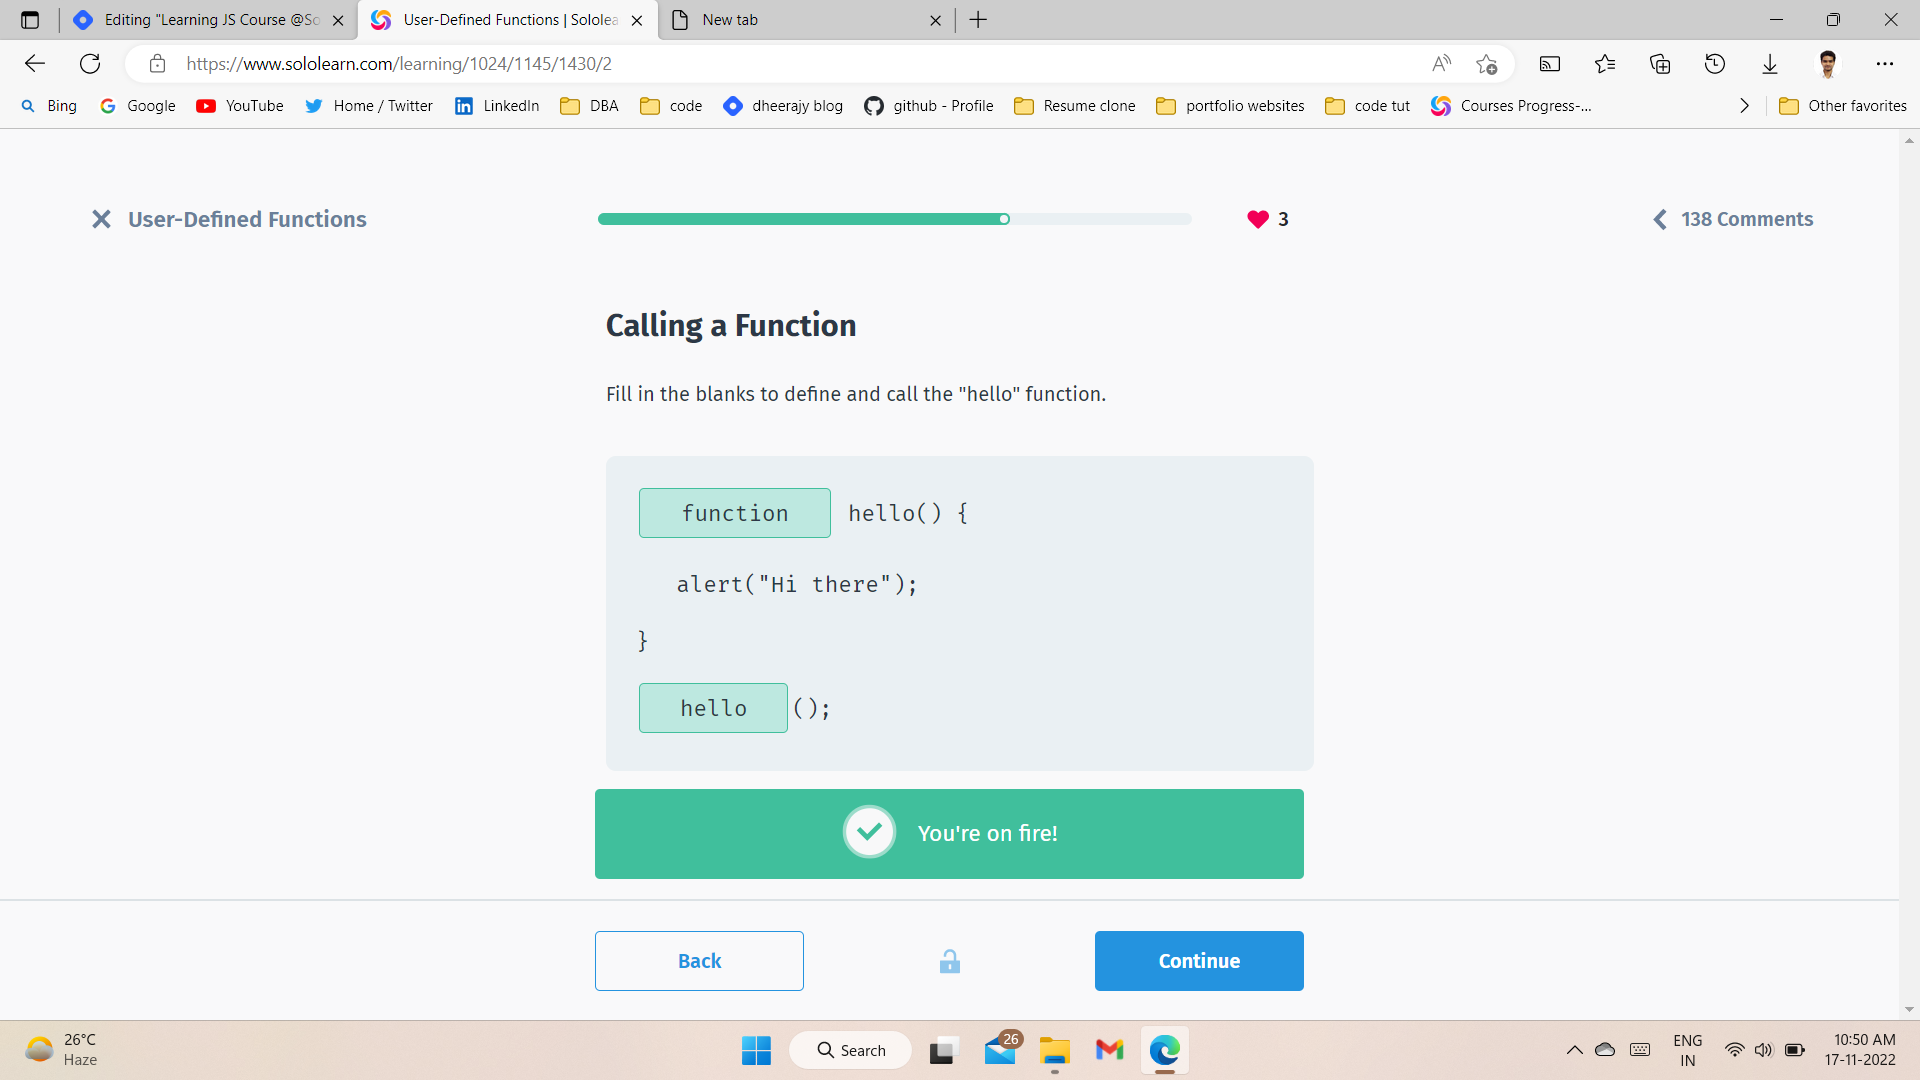 Editing "Learning JS Course @So
User-Defined Functions | Sololea
New tab
https://www.sololearn.com/learning/1024/1145/1430/2
Bing
Google
YouTube
Home / Twitter
LinkedIn
DBA
code
dheerajy blog
github - Profile
Resume clone
portfolio websites
code tut
Courses Progress-...
Other favorites
User-Defined Functions
3
138 Comments
Calling a Function
Fill in the blanks to define and call the "hello" function.
function hello() {
alert("Hi there");
}
hello ();
You're on fire!
Back
Continue
26°C
Haze
Search
26
ENG
IN
10:50 AM
17-11-2022